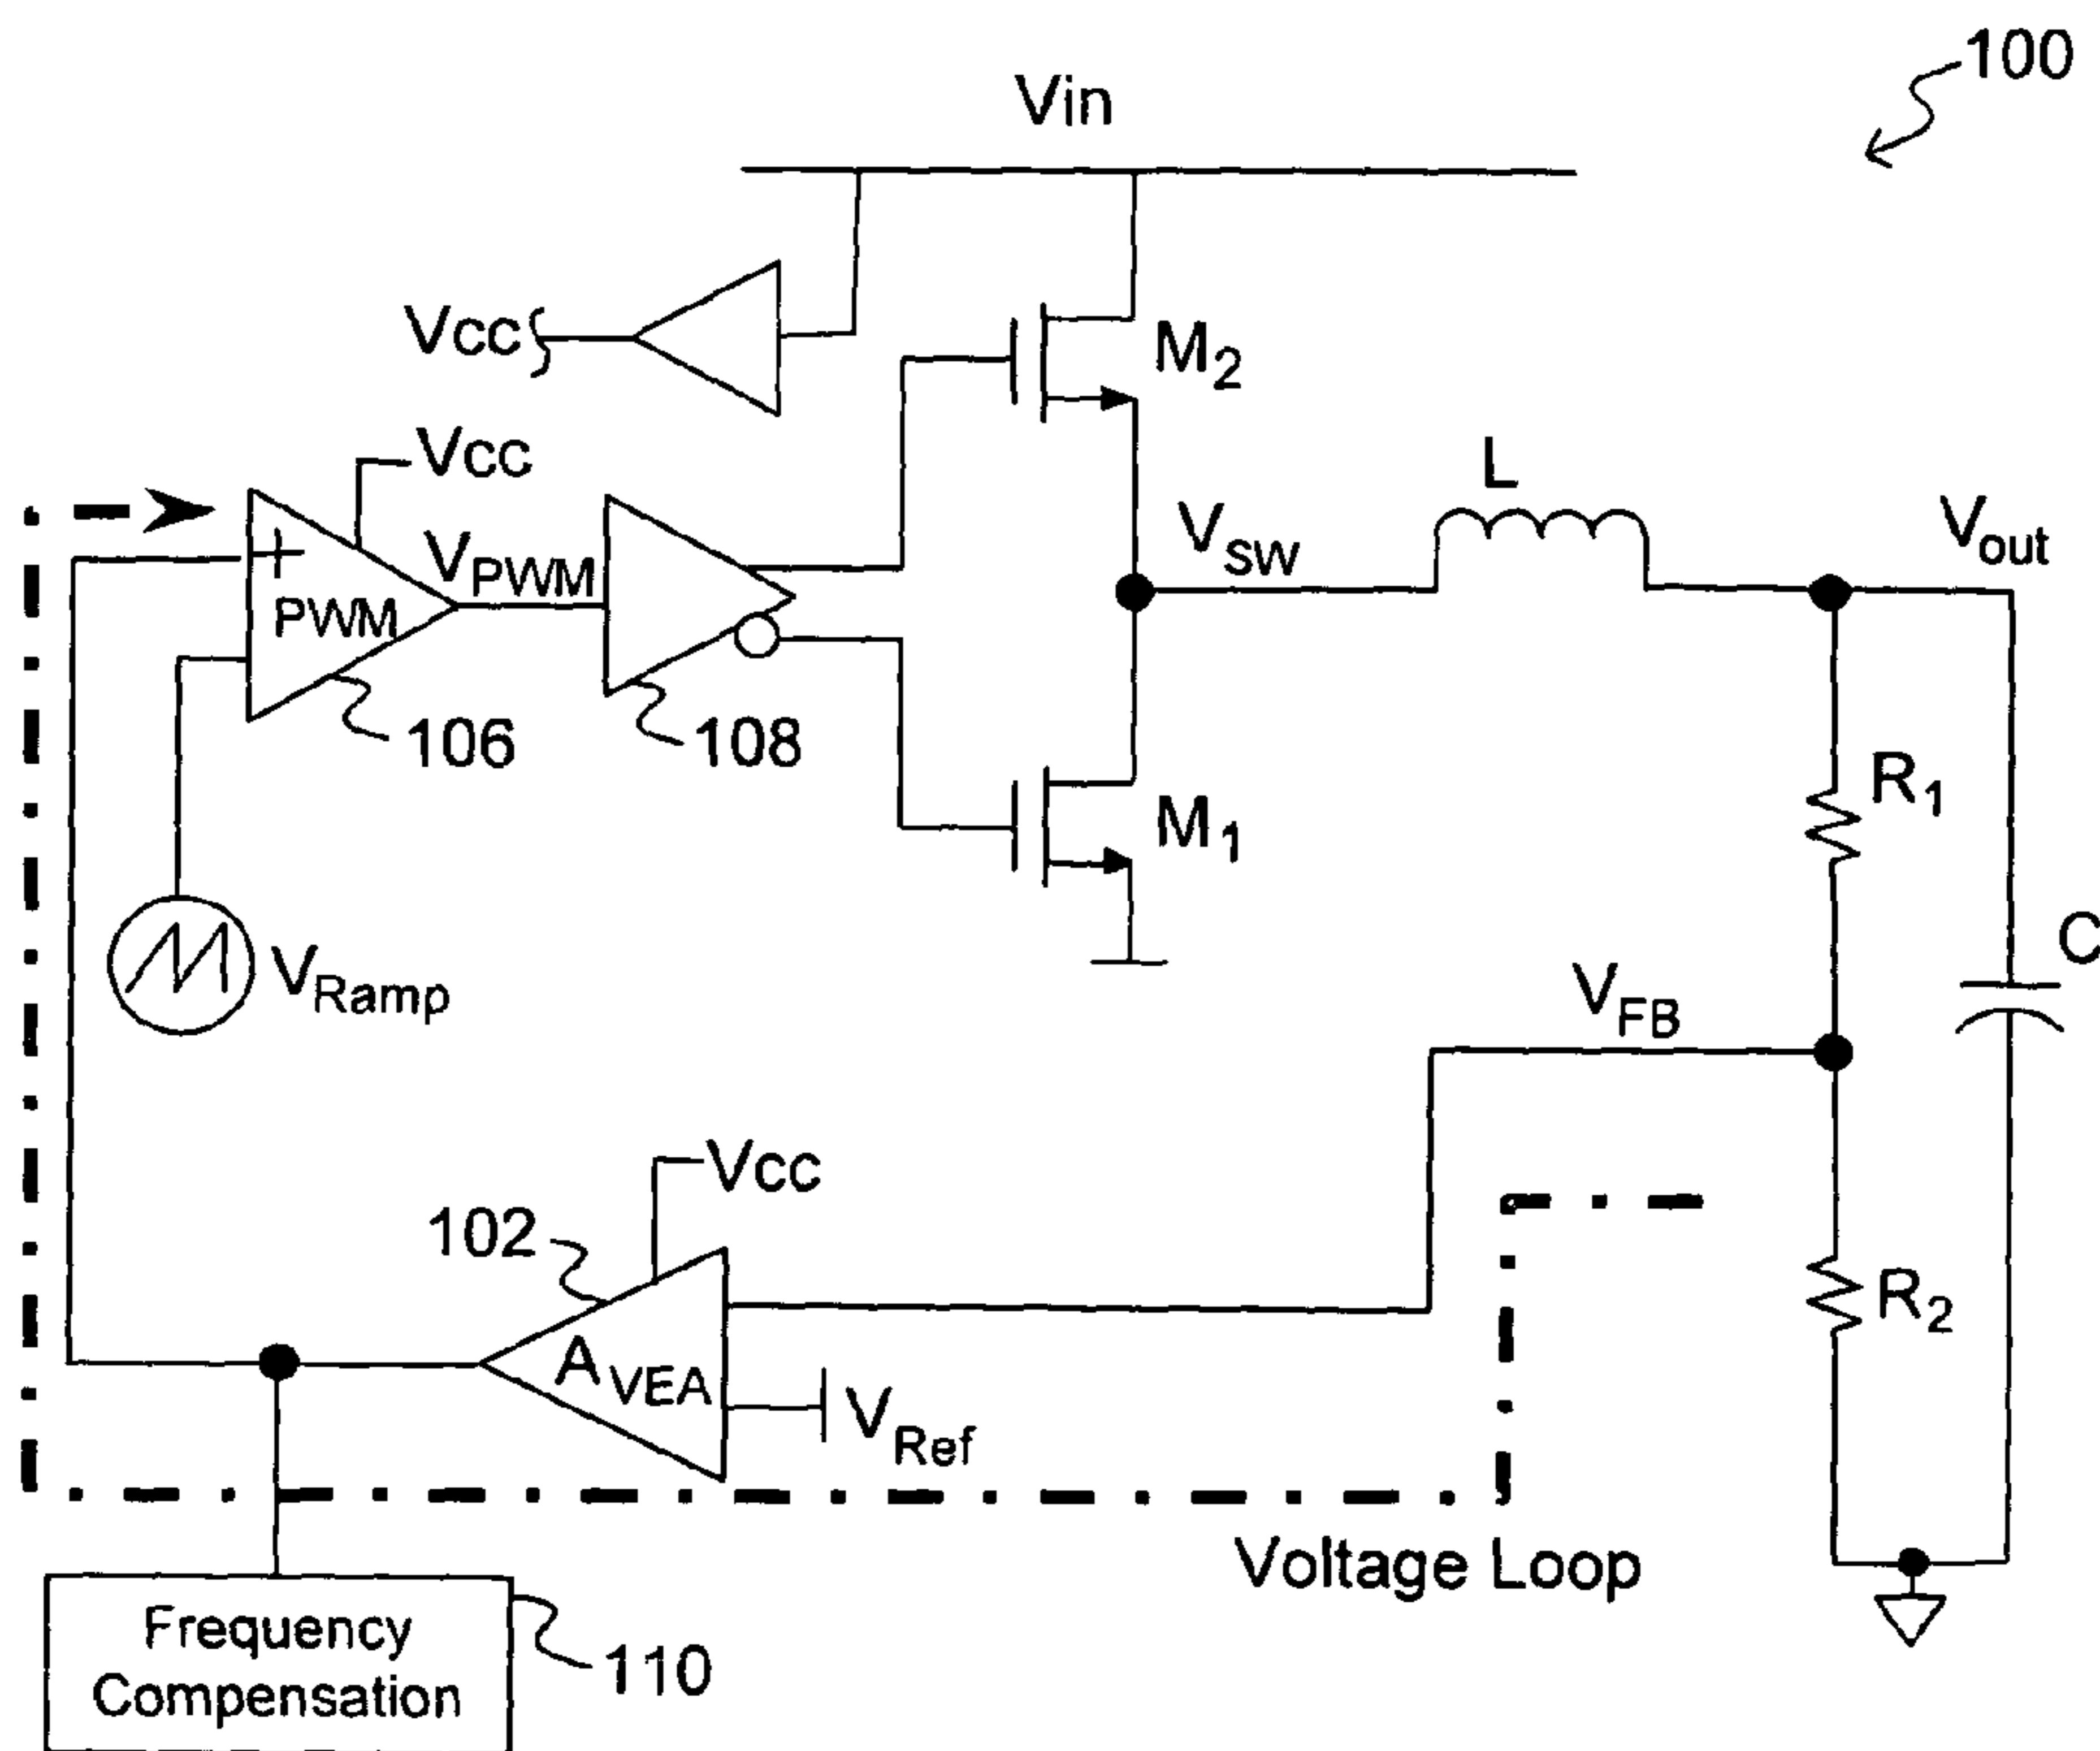 100
Vin
Vcc
M2
Vcc
L
VSW
Vout
+
VPWM
PWM
106
108
R1
M1
C
VRamp
VFB
Vcc
102
R2
AVEA
VRef
Voltage Loop
Frequency
Compensation
110